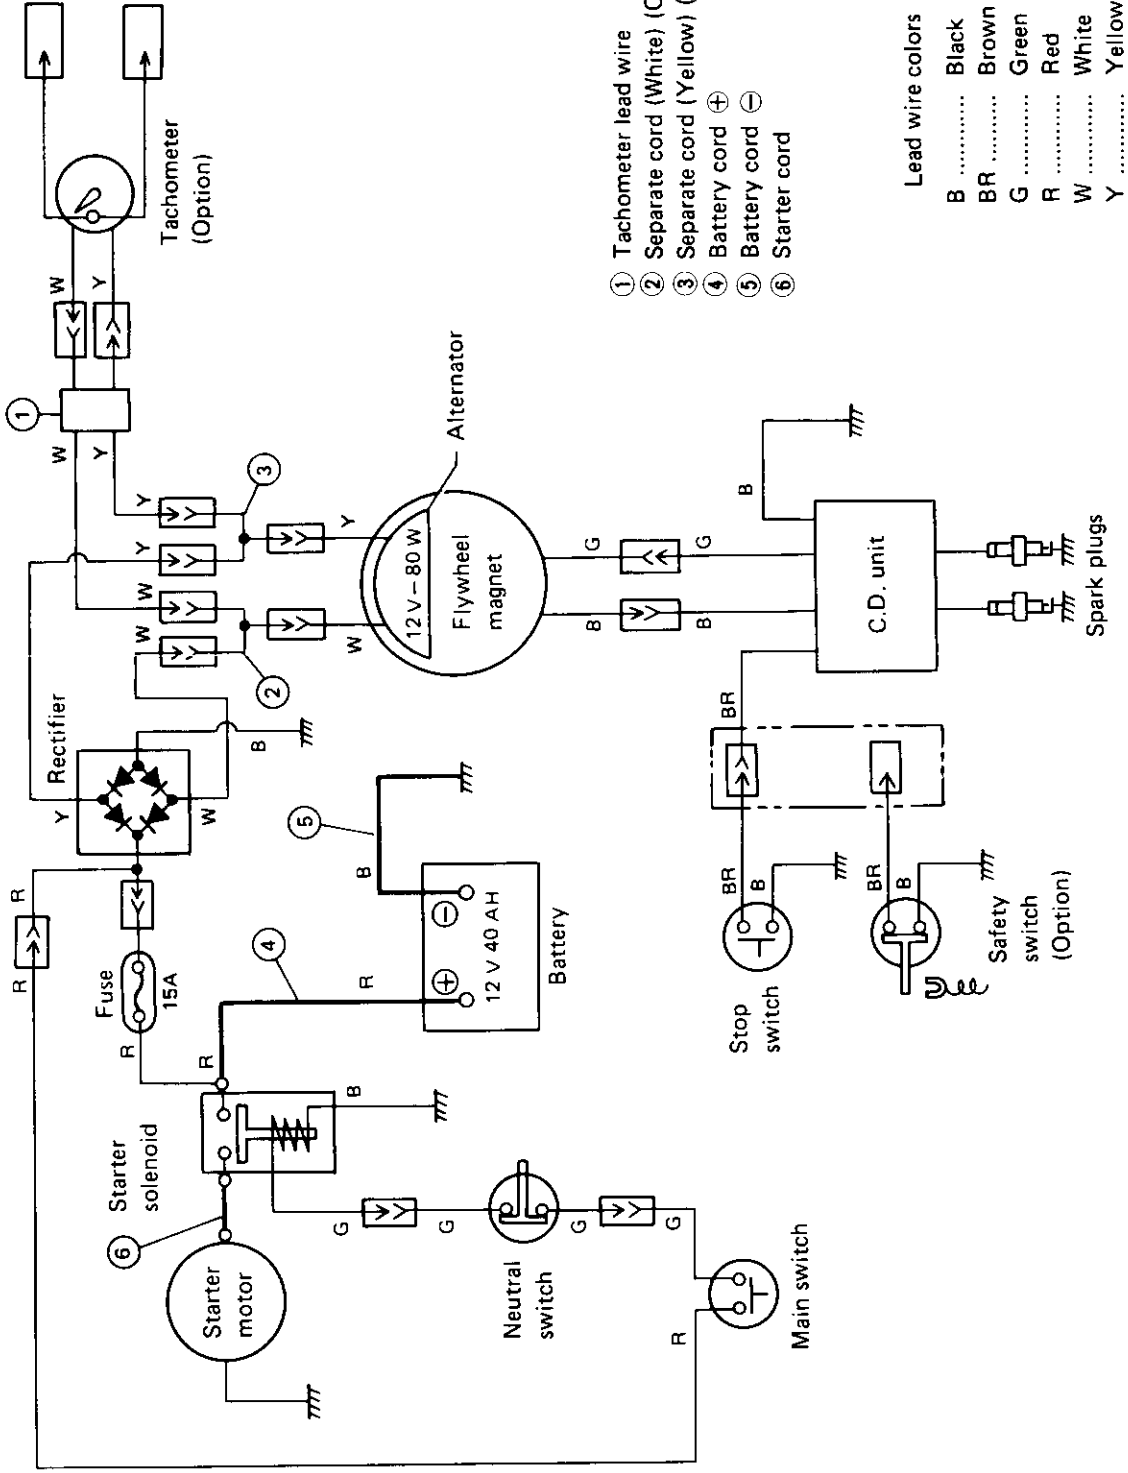 Tachometer
(Option)
W
Y
1
W
Y
3
Y
Y
W
W
2
Y
W
Alternator
12 V – 80 W
Flywheel
magnet
Rectifier
Y
W
B
R
R
Fuse
15A
R
R
4
R
5
B
12 V 40 AH
Battery
Starter
solenoid
B
6
Starter
motor
G
G
Neutral
switch
G
G
Main switch
R
G
G
B
B
B
C.D. unit
Spark plugs
BR
BR
B
Stop
switch
BR
B
Safety
switch
(Option)
① Tachometer lead wire
② Separate cord (White) (
③ Separate cord (Yellow) (
④ Battery cord ⊕
⑤ Battery cord ⊖
⑥ Starter cord
Lead wire colors
B ............ Black
BR .......... Brown
G ............ Green
R ............ Red
W ........... White
Y ............ Yellow